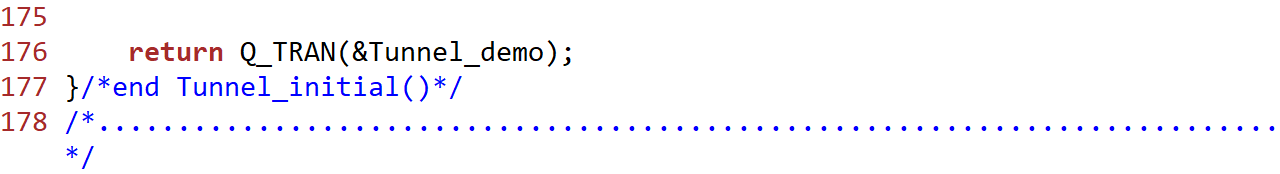 175
176     return Q_TRAN(&Tunnel_demo);
177 }/*end Tunnel_initial()*/
178 /*..........................................................................
*/